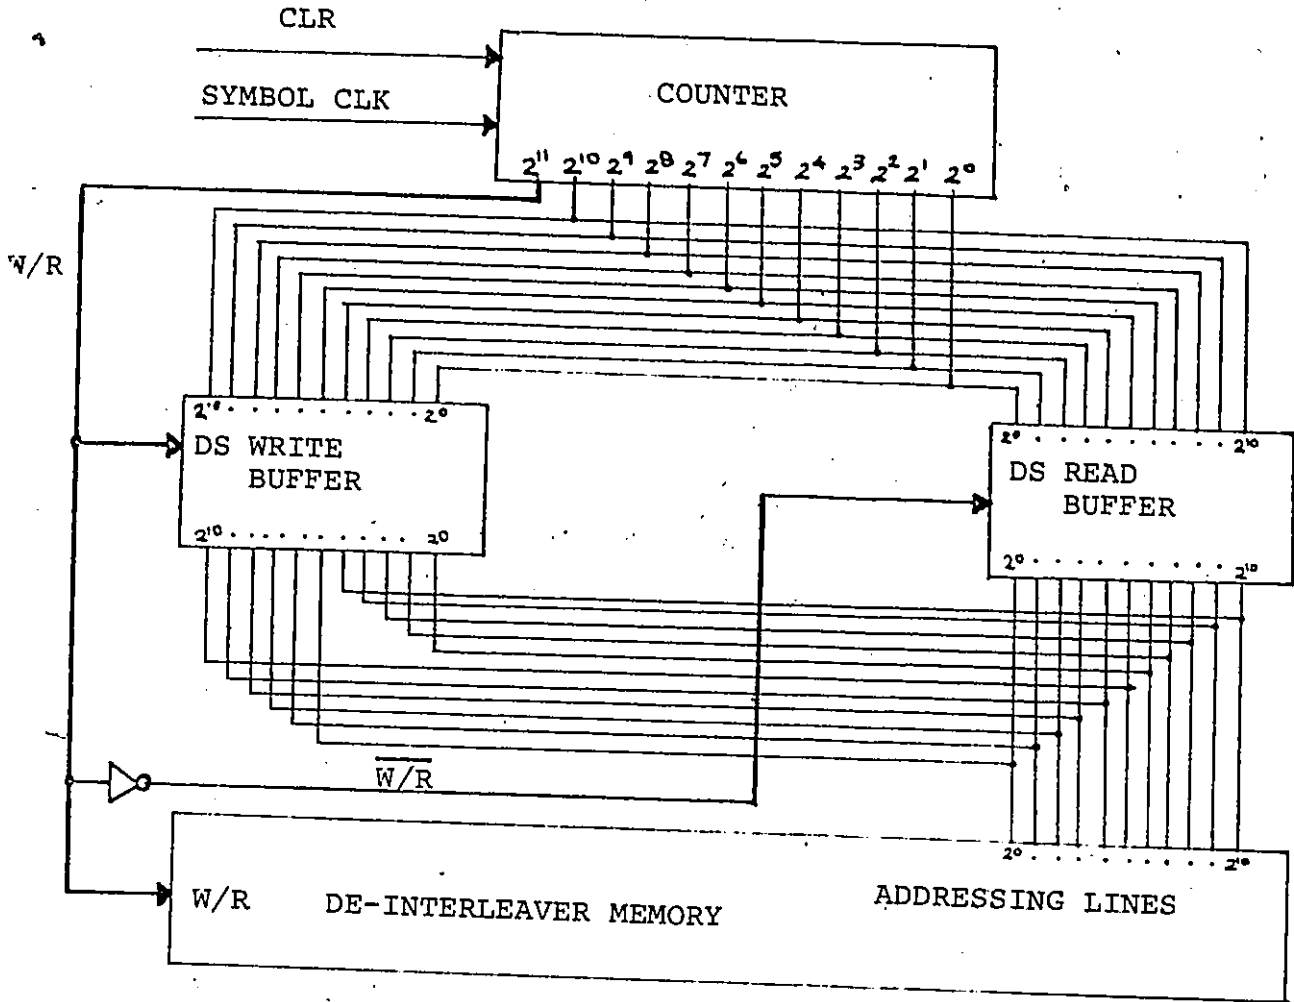 CLR
SYMBOL CLK
COUNTER
2¹¹ 2¹⁰ 2⁹ 2⁸ 2⁷ 2⁶ 2⁵ 2⁴ 2³ 2² 2¹ 2⁰
W/R
2¹⁰ . . . . . . . . . 2⁰
DS WRITE
BUFFER
2¹⁰ . . . . . . . . . 2⁰
2⁰ . . . . . . . . . 2¹⁰
DS READ
BUFFER
2⁰ . . . . . . . . . 2¹⁰
W/R
2⁰ . . . . . . . . . 2¹⁰
W/R DE-INTERLEAVER MEMORY ADDRESSING LINES